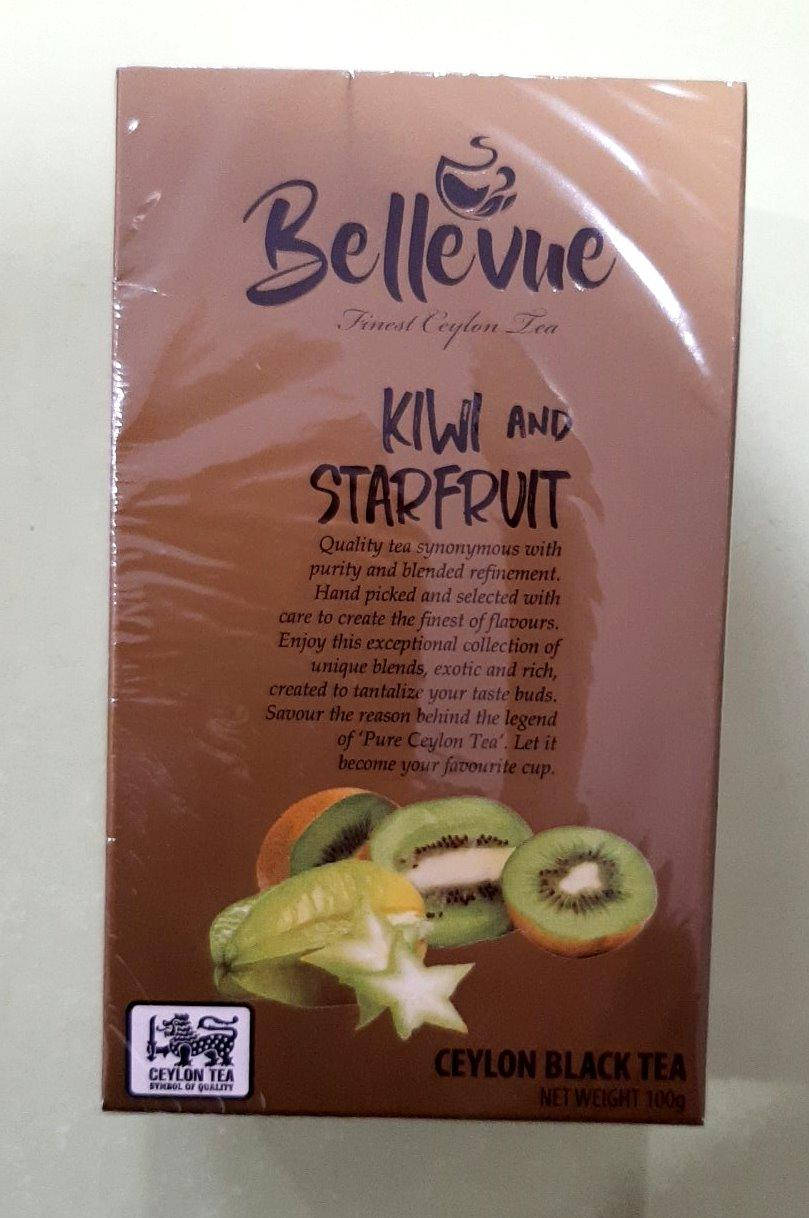 Bellevue
Finest Ceylon Tea
KIWI AND
STARFRUIT
Quality tea synonymous with
purity and blended refinement.
Hand picked and selected with
care to create the finest of flavours.
Enjoy this exceptional collection of
unique blends, exotic and rich,
created to tantalize your taste buds.
Savour the reason behind the legend
of 'Pure Ceylon Tea'. Let it
become your favourite cup.
CEYLON TEA
SYMBOL OF QUALITY
CEYLON BLACK TEA
NET WEIGHT 100g